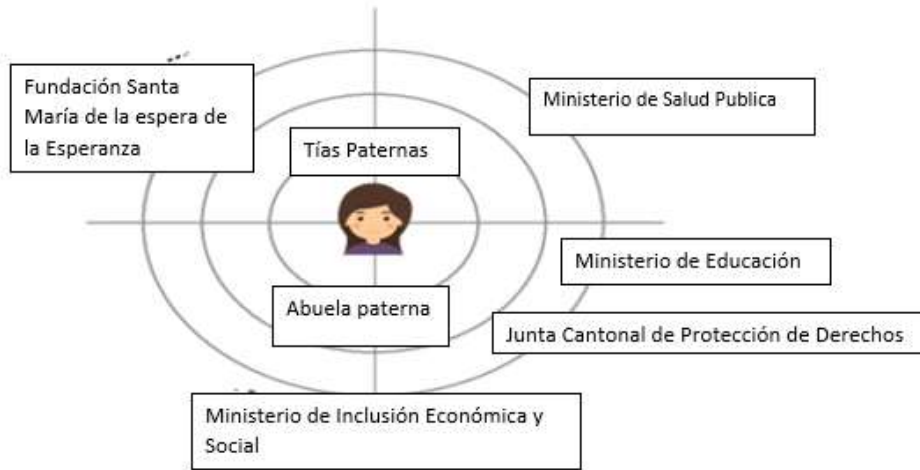 Fundación Santa
María de la espera de
la Esperanza
Ministerio de Salud Publica
Tías Paternas
Ministerio de Educación
Abuela paterna
Junta Cantonal de Protección de Derechos
Ministerio de Inclusión Económica y
Social